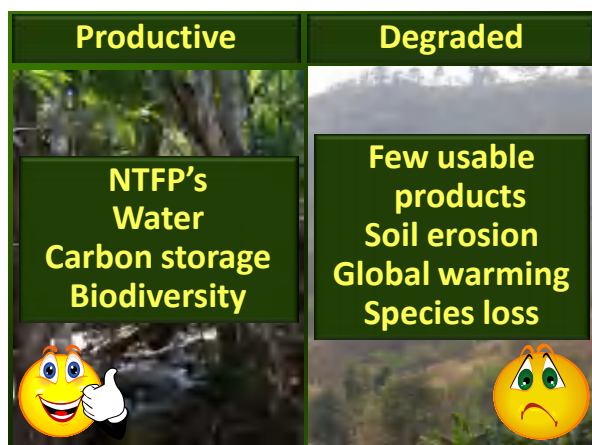 Productive
Degraded
NTFP's
Water
Carbon storage
Biodiversity
Few usable
products
Soil erosion
Global warming
Species loss